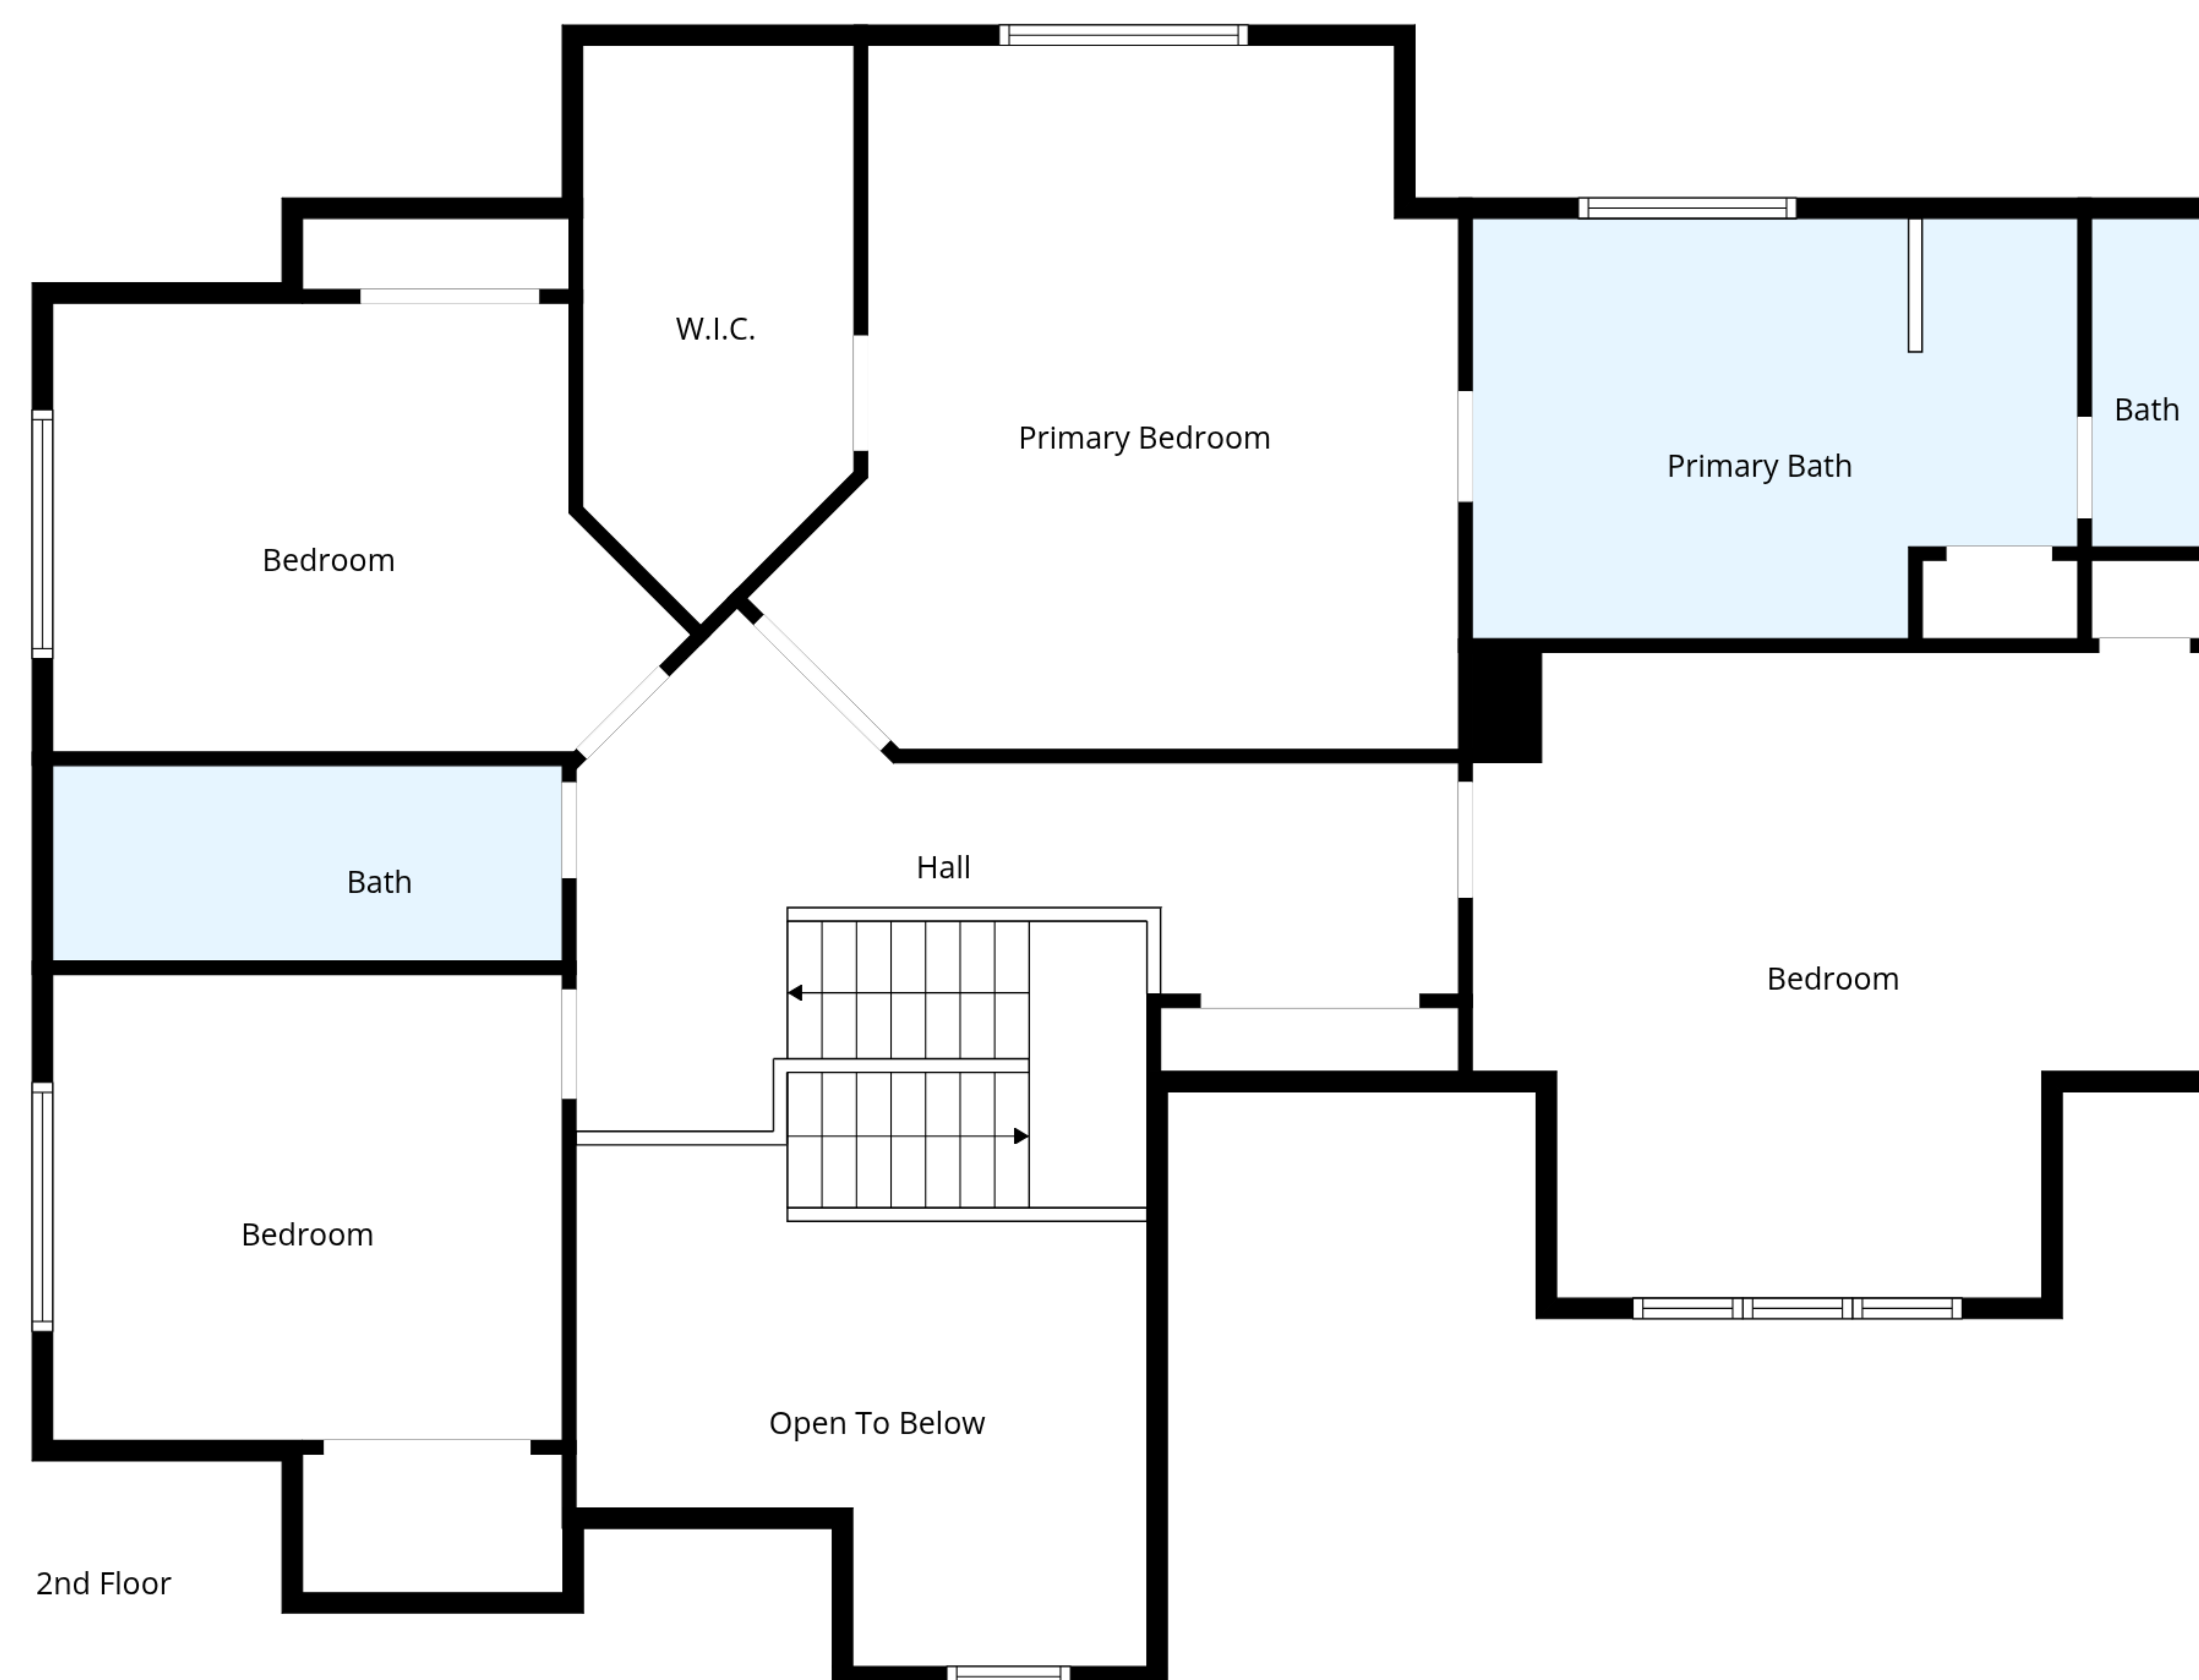 W.I.C.
Primary Bedroom
Bath
Primary Bath
Bedroom
Hall
Bath
Bedroom
Bedroom
Open To Below
2nd Floor